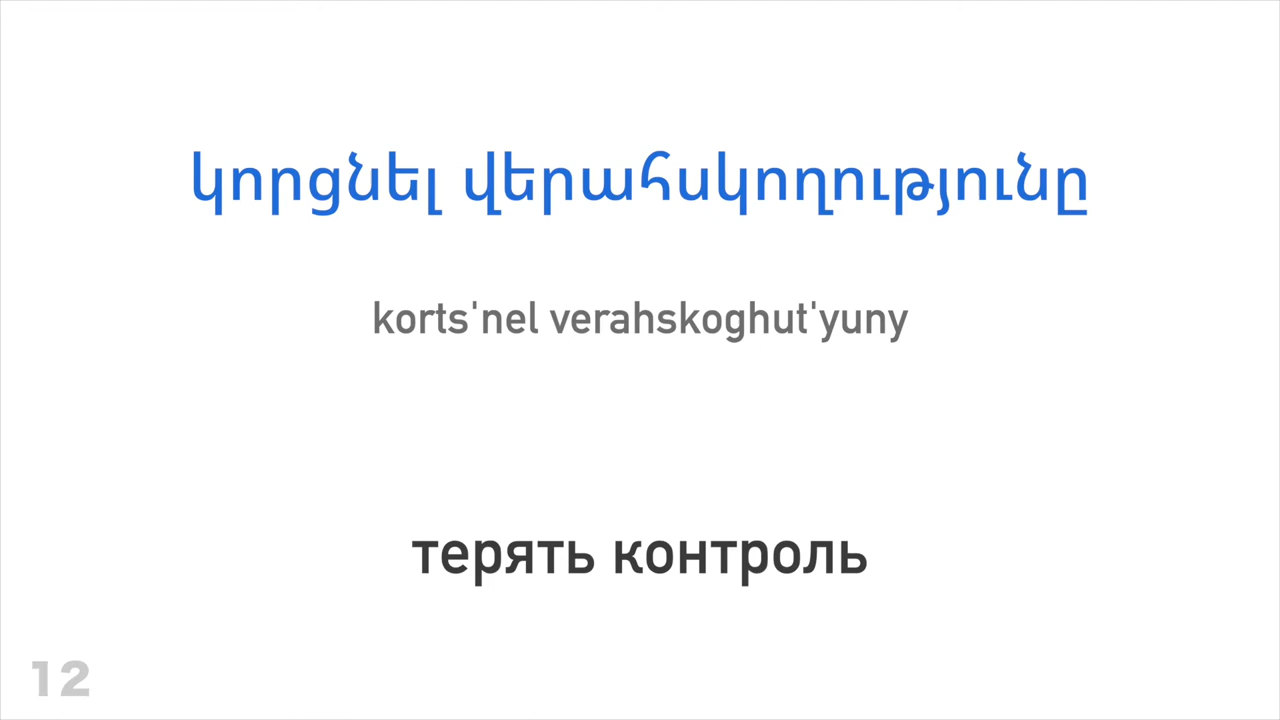 կորցնել վերահսկողությունը
korts'nel verahskoghut'yuny
терять контроль
12